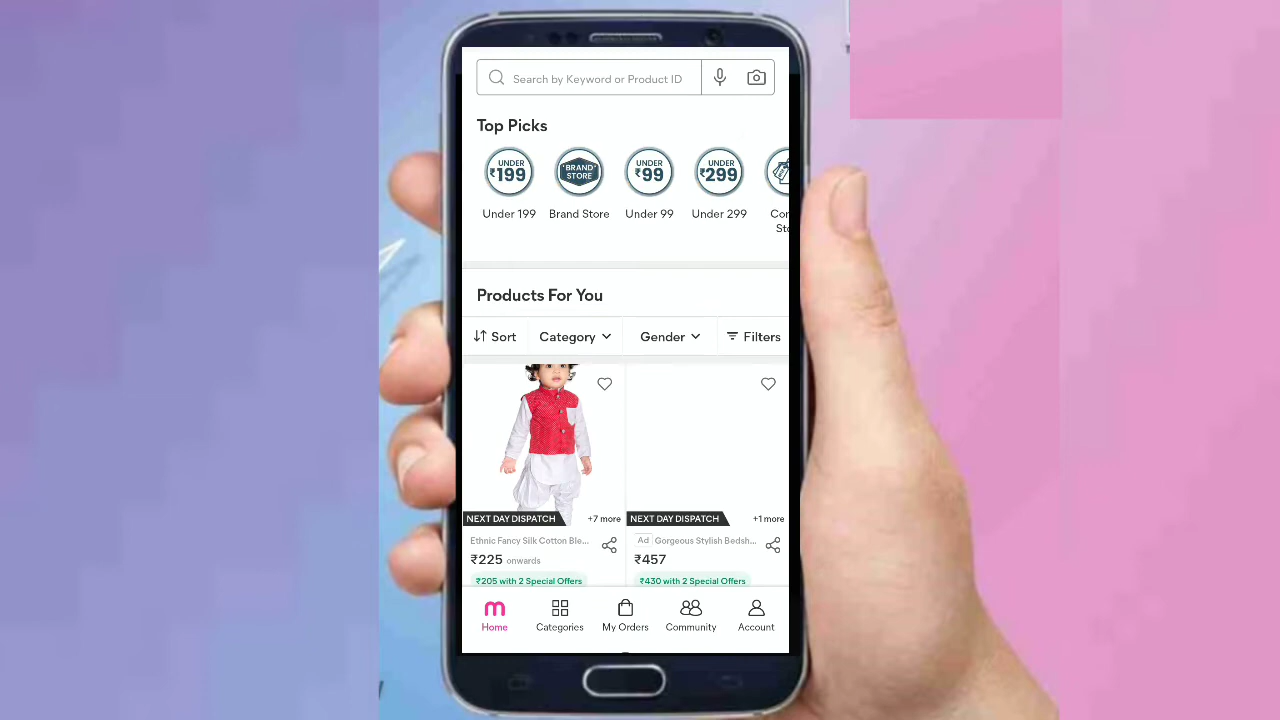 Search by Keyword or Product ID
Top Picks
UNDER ₹199
"BRAND" STORE
UNDER ₹99
UNDER ₹299
Under 199
Brand Store
Under 99
Under 299
Products For You
Sort
Category
Gender
Filters
NEXT DAY DISPATCH
+7 more
NEXT DAY DISPATCH
+1 more
Ethnic Fancy Silk Cotton Ble...
Ad Gorgeous Stylish Bedsh...
₹225 onwards
₹457
₹205 with 2 Special Offers
₹430 with 2 Special Offers
m
Home
Categories
My Orders
Community
Account